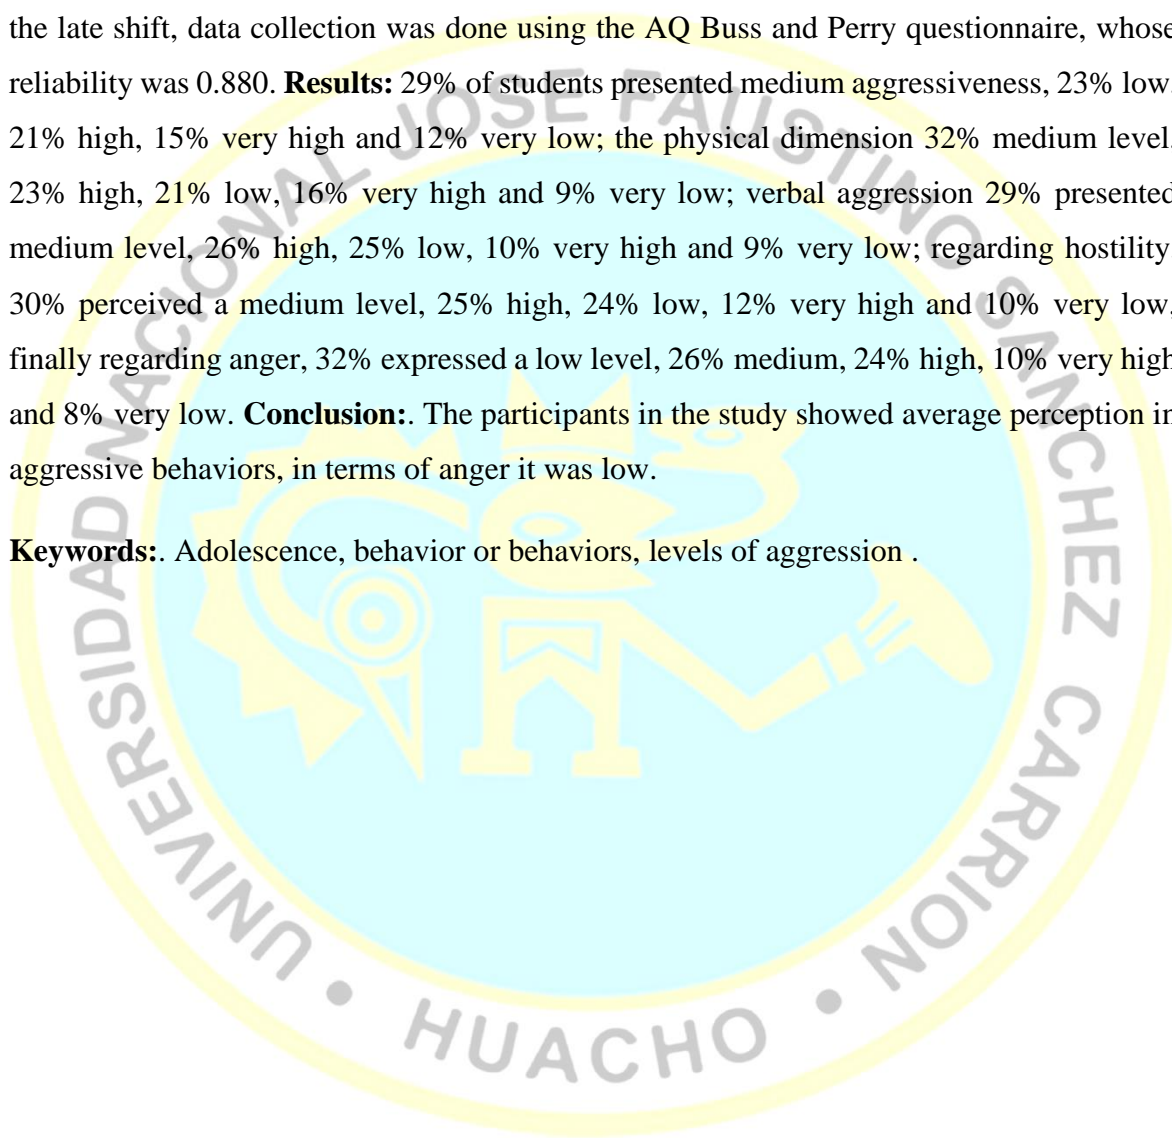 the late shift, data collection was done using the AQ Buss and Perry questionnaire, whose
reliability was 0.880. Results: 29% of students presented medium aggressiveness, 23% low,
21% high, 15% very high and 12% very low; the physical dimension 32% medium level,
23% high, 21% low, 16% very high and 9% very low; verbal aggression 29% presented
medium level, 26% high, 25% low, 10% very high and 9% very low; regarding hostility
30% perceived a medium level, 25% high, 24% low, 12% very high and 10% very low,
finally regarding anger, 32% expressed a low level, 26% medium, 24% high, 10% very high
and 8% very low. Conclusion:. The participants in the study showed average perception in
aggressive behaviors, in terms of anger it was low.
Keywords:. Adolescence, behavior or behaviors, levels of aggression .
UNIVERSIDAD NACIONAL JOSE FAUSTINO SANCHEZ CARRION • HUACHO •